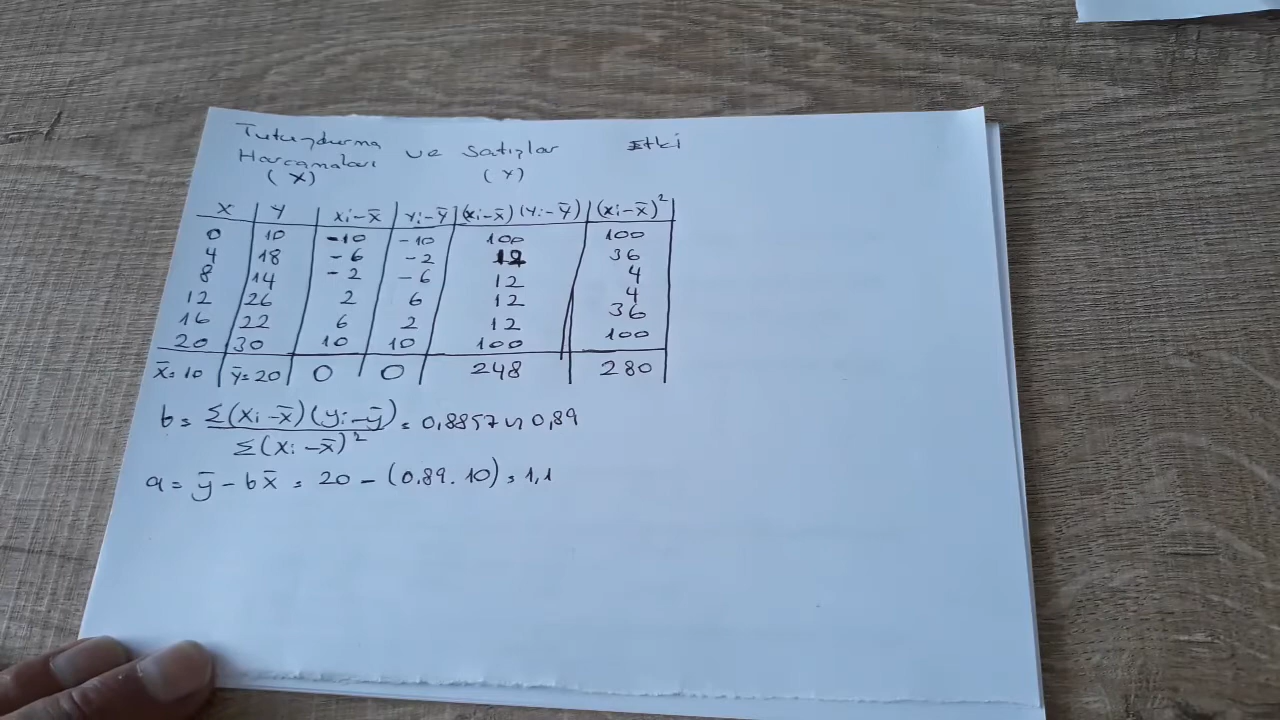 Tutundurma
Harcamaları ve Satışlar Etki
(X) (Y)
X Y Xi-X̄ Yi-Ȳ (Xi-X̄)(Yi-Ȳ) (Xi-X̄)²
0 10 -10 -10 100 100
4 18 -6 -2 12 36
8 14 -2 -6 12 4
12 26 2 6 12 4
16 22 6 2 12 36
20 30 10 10 100 100
X̄=10 Ȳ=20 0 0 248 280
b = Σ(Xi-X̄)(yi-ȳ) = 0,8857 ∽ 0,89
Σ(Xi-X̄)²
a = ȳ - bx̄ = 20 - (0,89.10) = 1,1